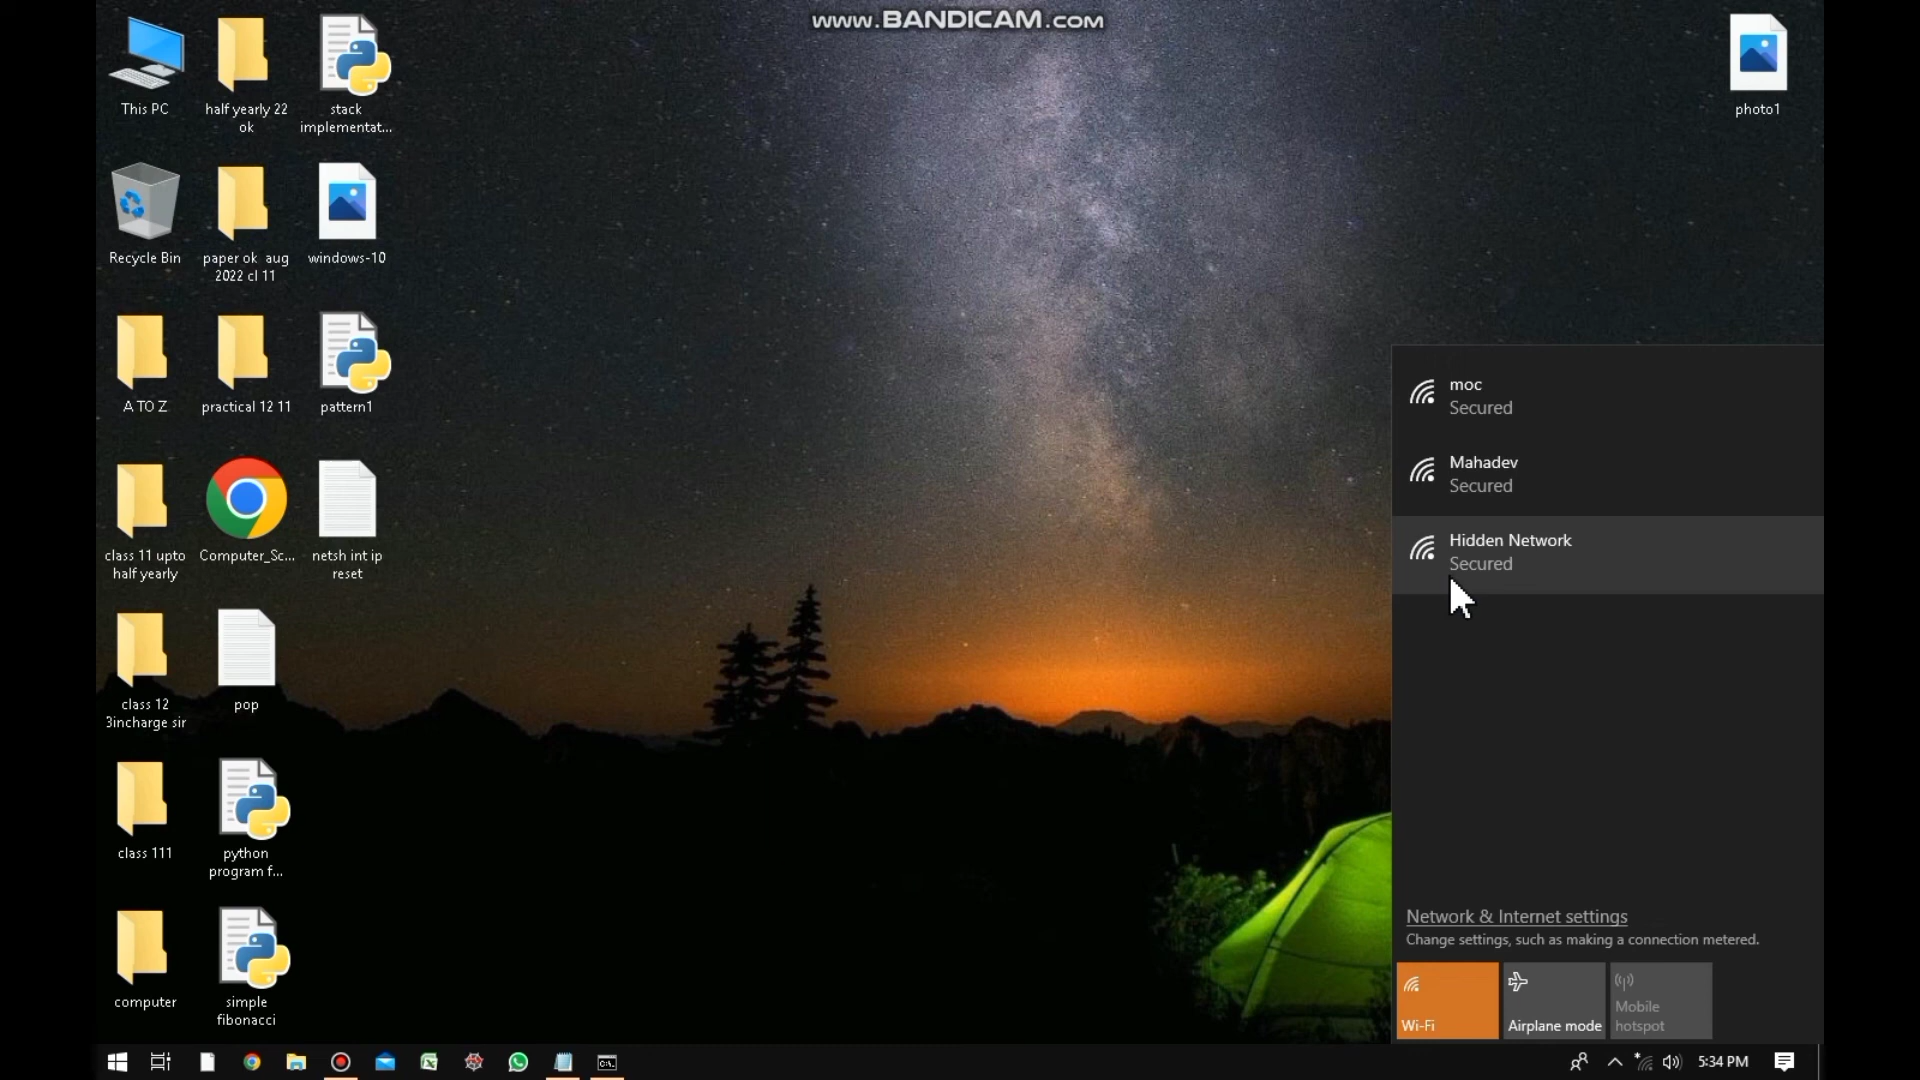 www.BANDICAM.com
This PC
half yearly 22
ok
stack
implementat...
photo1
Recycle Bin
paper ok aug
2022 cl 11
windows-10
A TO Z
practical 12 11
pattern1
class 11 upto
half yearly
Computer_Sc...
netsh int ip
reset
class 12
3incharge sir
pop
class 111
python
program f...
computer
simple
fibonacci
moc
Secured
Mahadev
Secured
Hidden Network
Secured
Network & Internet settings
Change settings, such as making a connection metered.
Wi-Fi
Airplane mode
Mobile
hotspot
C:\.
5:34 PM